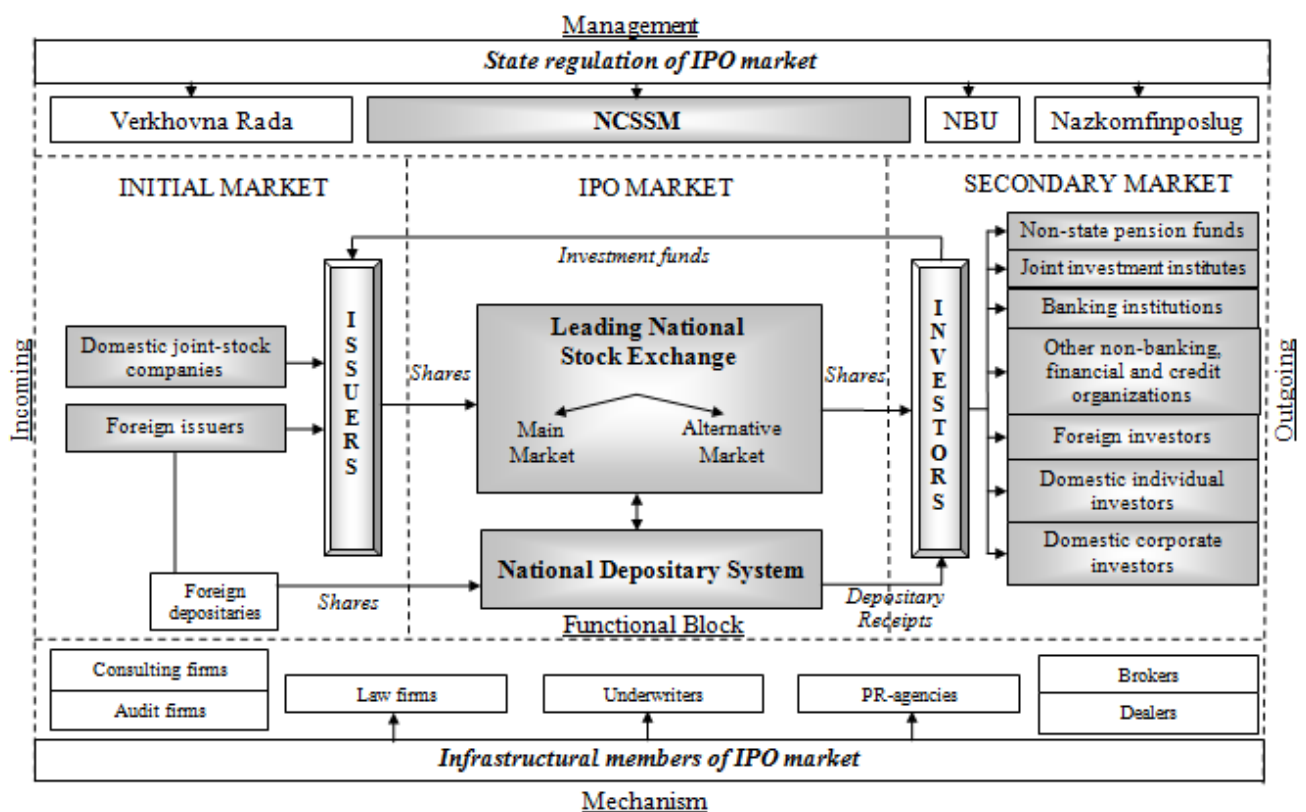 Management
State regulation of IPO market
Verkhovna Rada
NCSSM
NBU
Nazkomfinposlug
INITIAL MARKET
IPO MARKET
SECONDARY MARKET
Incoming
Domestic joint-stock
companies
Foreign issuers
Foreign
depositaries
ISSUERS
Investment funds
Shares
Leading National
Stock Exchange
Main
Market
Alternative
Market
Shares
National Depositary System
Shares
Depositary
Receipts
Functional Block
INVESTORS
Non-state pension funds
Joint investment institutes
Banking institutions
Other non-banking,
financial and credit
organizations
Foreign investors
Domestic individual
investors
Domestic corporate
investors
Outgoing
Consulting firms
Audit firms
Law firms
Underwriters
PR-agencies
Brokers
Dealers
Infrastructural members of IPO market
Mechanism